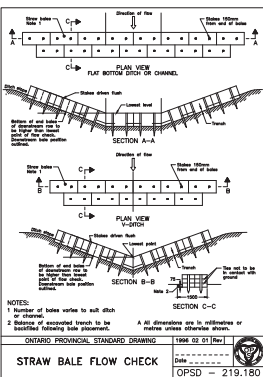 Direction of flow
Straw bales
Note 1
C
Stakes 150mm
from end of bales
A
A
C
PLAN VIEW
FLAT BOTTOM DITCH OR CHANNEL
Ditch slope
Stakes driven flush
Lowest level
Bottom of end bales
of downstream row to
be higher than lowest
point of flow check.
Downstream bale position
outlined.
Trench
SECTION A-A
Direction of flow
Straw bales
Note 1
C
Stakes 150mm
from end of bales
B
B
C
PLAN VIEW
V-DITCH
Ditch slope
Stakes driven flush
Lowest point
Bottom of end bales
of downstream row to
be higher than lowest
point of flow check.
Downstream bale position
outlined.
Trench
SECTION B-B
Ties not to be
in contact with
ground
75
Note 2
1500
SECTION C-C
NOTES:
1 Number of bales varies to suit ditch
or channel.
2 Balance of excavated trench to be
backfilled following bale placement.
A All dimensions are in millimetres or
metres unless otherwise shown.
ONTARIO PROVINCIAL STANDARD DRAWING
1996 02 01
Rev
STRAW BALE FLOW CHECK
Date
OPSD - 219.180